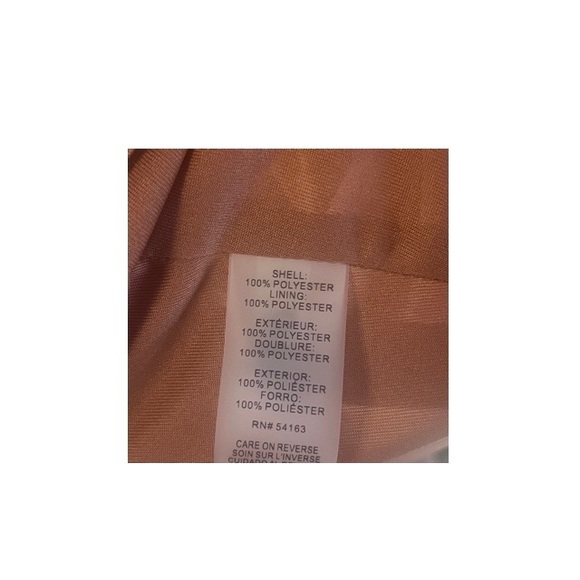 SHELL:
100% POLYESTER
LINING:
100% POLYESTER
EXTÉRIEUR:
100% POLYESTER
DOUBLURE:
100% POLYESTER
EXTERIOR:
100% POLIÉSTER
FORRO:
100% POLIÉSTER
RN# 54163
CARE ON REVERSE
SOIN SUR L'INVERSE
CUIDADO